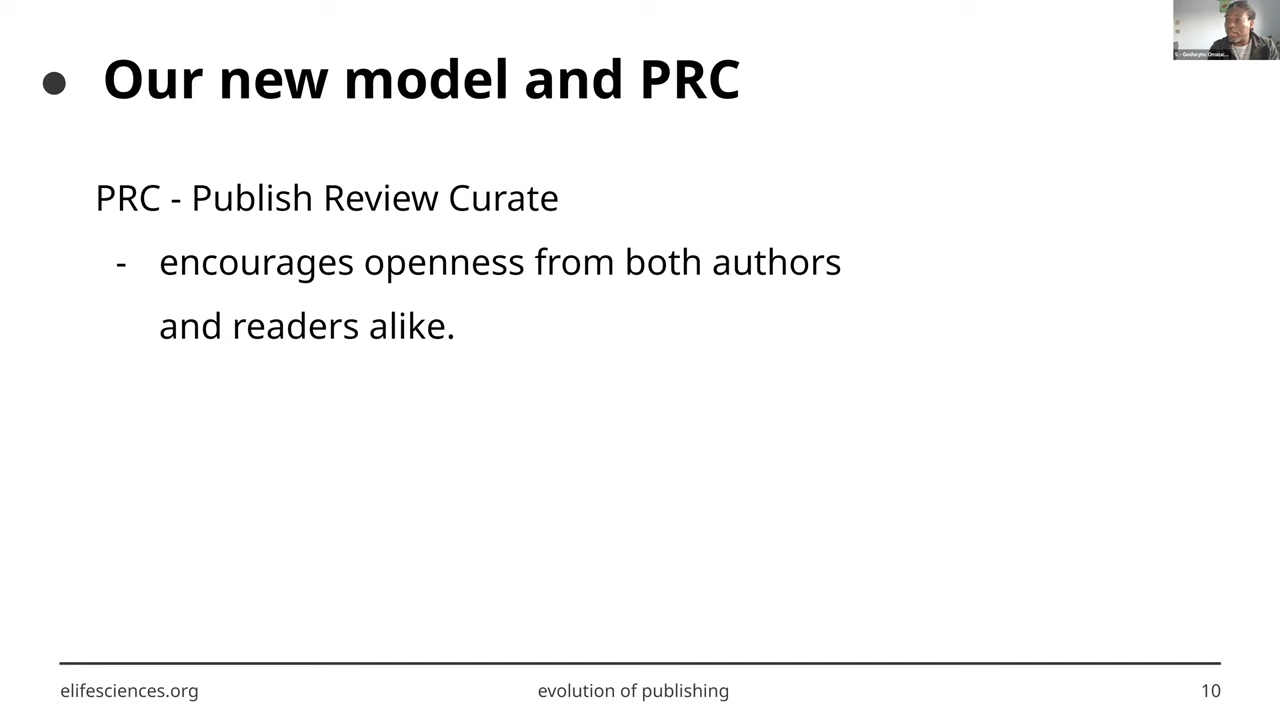 ● Our new model and PRC
PRC - Publish Review Curate
- encourages openness from both authors
and readers alike.
elifesciences.org
evolution of publishing
10